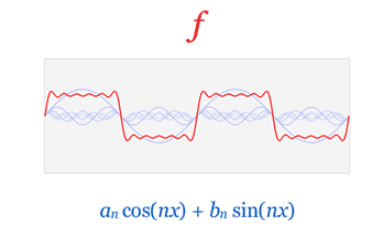 f
aₙ cos(nx) + bₙ sin(nx)